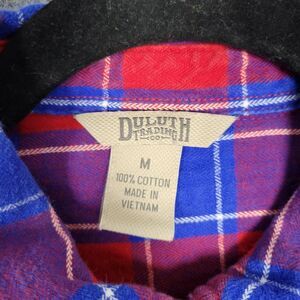 DULUTH
TRADING
CO
M
100% COTTON
MADE IN
VIETNAM